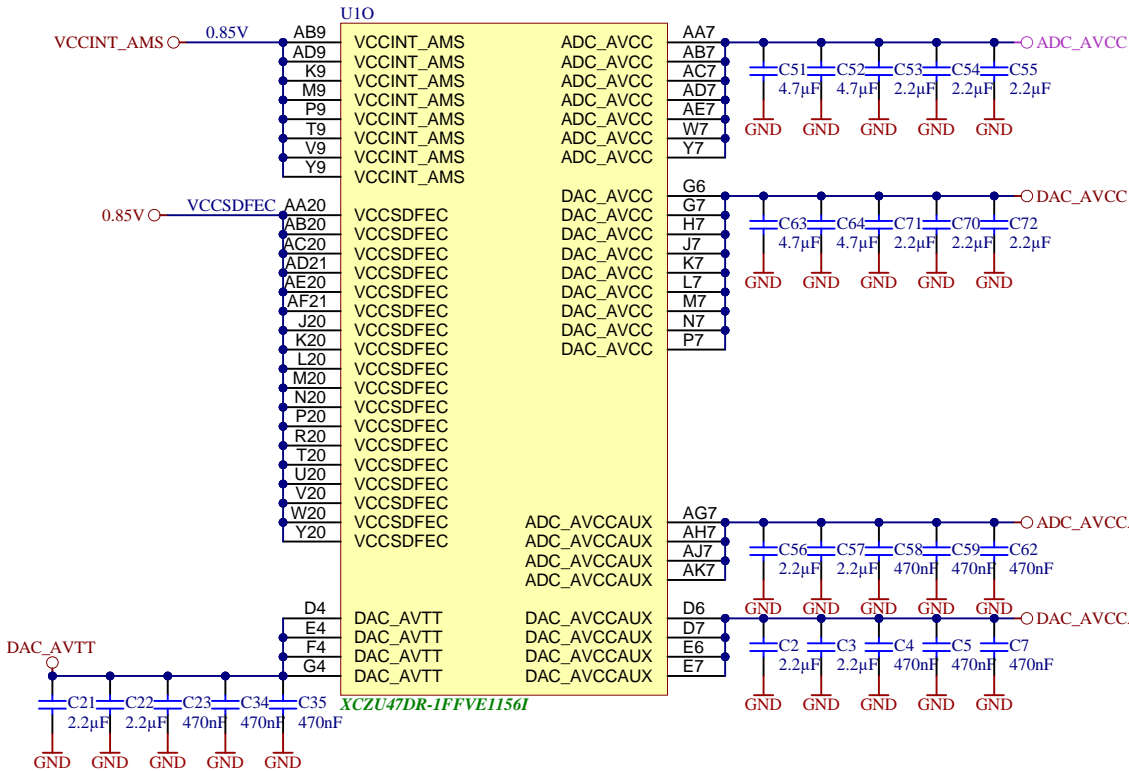 U1O
VCCINT_AMS 0.85V AB9 VCCINT_AMS ADC_AVCC AA7 ADC_AVCC
AD9 VCCINT_AMS ADC_AVCC AB7
K9 VCCINT_AMS ADC_AVCC AC7
M9 VCCINT_AMS ADC_AVCC AD7
P9 VCCINT_AMS ADC_AVCC AE7
T9 VCCINT_AMS ADC_AVCC W7
V9 VCCINT_AMS ADC_AVCC Y7
Y9 VCCINT_AMS
C51 C52 C53 C54 C55
4.7µF 4.7µF 2.2µF 2.2µF 2.2µF
GND GND GND GND GND
DAC_AVCC G6 DAC_AVCC
0.85V VCCSDFEC AA20 VCCSDFEC DAC_AVCC G7
AB20 VCCSDFEC DAC_AVCC H7
AC20 VCCSDFEC DAC_AVCC J7
AD21 VCCSDFEC DAC_AVCC K7
AE20 VCCSDFEC DAC_AVCC L7
AF21 VCCSDFEC DAC_AVCC M7
J20 VCCSDFEC DAC_AVCC N7
K20 VCCSDFEC DAC_AVCC P7
L20 VCCSDFEC
M20 VCCSDFEC
N20 VCCSDFEC
P20 VCCSDFEC
R20 VCCSDFEC
T20 VCCSDFEC
U20 VCCSDFEC
V20 VCCSDFEC
W20 VCCSDFEC
Y20 VCCSDFEC
C63 C64 C71 C70 C72
4.7µF 4.7µF 2.2µF 2.2µF 2.2µF
GND GND GND GND GND
ADC_AVCCAUX AG7 ADC_AVCC
ADC_AVCCAUX AH7
ADC_AVCCAUX AJ7
ADC_AVCCAUX AK7
C56 C57 C58 C59 C62
2.2µF 2.2µF 470nF 470nF 470nF
GND GND GND GND GND
D4 DAC_AVTT DAC_AVCCAUX D6 DAC_AVCC
E4 DAC_AVTT DAC_AVCCAUX D7
F4 DAC_AVTT DAC_AVCCAUX E6
G4 DAC_AVTT DAC_AVCCAUX E7
C2 C3 C4 C5 C7
2.2µF 2.2µF 470nF 470nF 470nF
GND GND GND GND GND
DAC_AVTT
C21 C22 C23 C34 C35
2.2µF 2.2µF 470nF 470nF 470nF
GND GND GND GND GND
XCZU47DR-1FFVE1156I